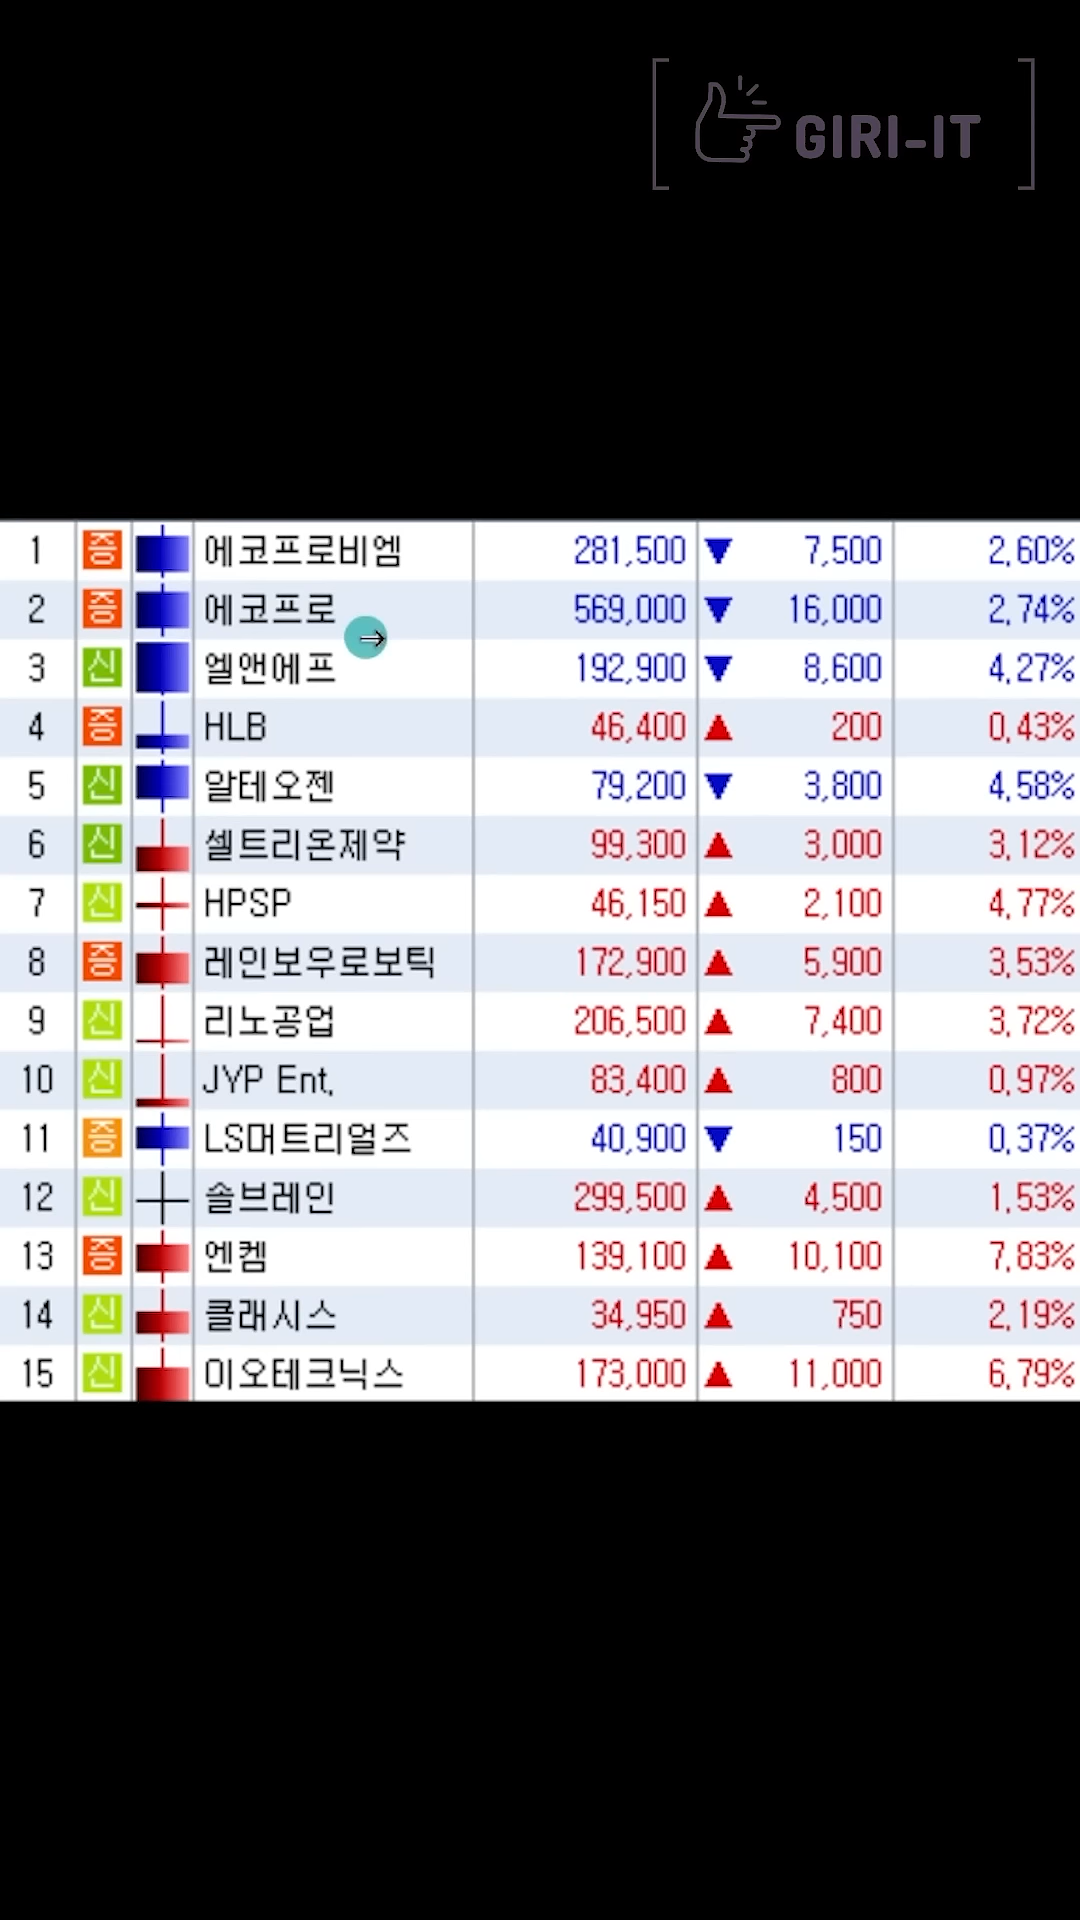 GIRI-IT
1 증 에코프로비엠 281,500 ▼ 7,500 2.60%
2 증 에코프로 569,000 ▼ 16,000 2.74%
3 신 엘앤에프 192,900 ▼ 8,600 4.27%
4 증 HLB 46,400 ▲ 200 0.43%
5 신 알테오젠 79,200 ▼ 3,800 4.58%
6 신 셀트리온제약 99,300 ▲ 3,000 3.12%
7 신 HPSP 46,150 ▲ 2,100 4.77%
8 증 레인보우로보틱 172,900 ▲ 5,900 3.53%
9 신 리노공업 206,500 ▲ 7,400 3.72%
10 신 JYP Ent. 83,400 ▲ 800 0.97%
11 증 LS머트리얼즈 40,900 ▼ 150 0.37%
12 신 솔브레인 299,500 ▲ 4,500 1.53%
13 증 엔켐 139,100 ▲ 10,100 7.83%
14 신 클래시스 34,950 ▲ 750 2.19%
15 신 이오테크닉스 173,000 ▲ 11,000 6.79%